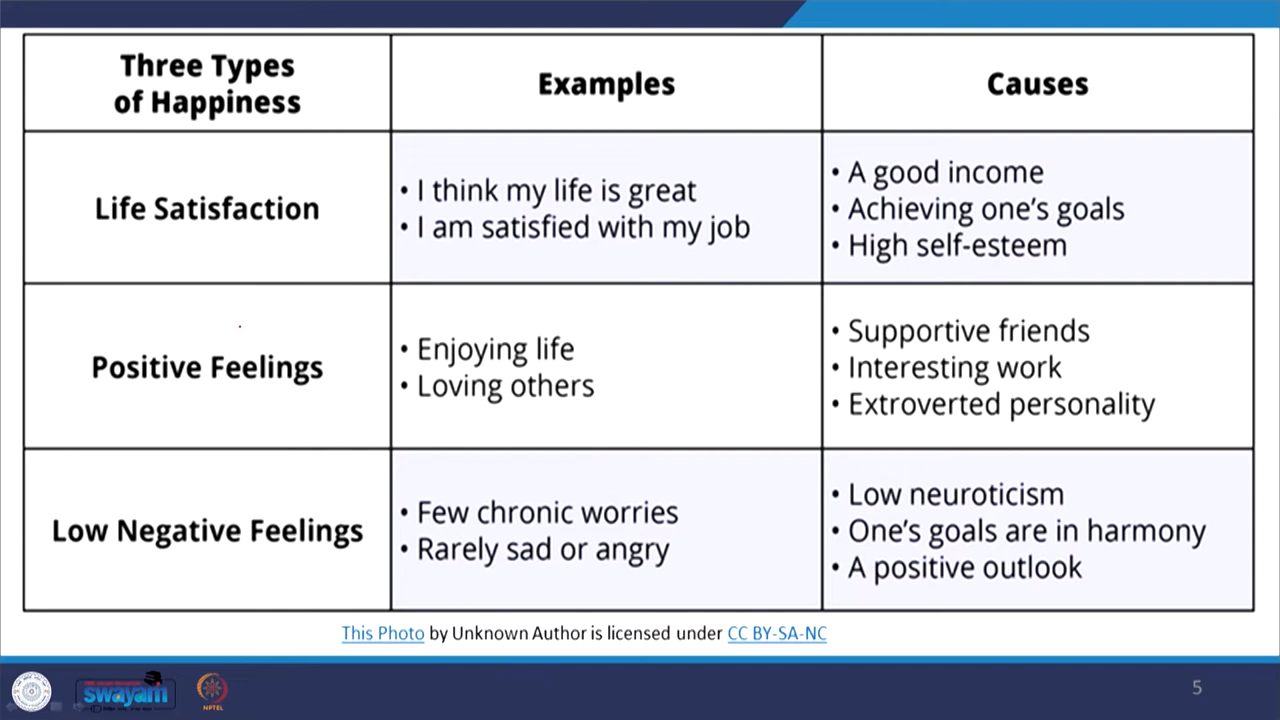 Three Types
of Happiness
Examples
Causes
Life Satisfaction
• I think my life is great
• I am satisfied with my job
• A good income
• Achieving one's goals
• High self-esteem
Positive Feelings
• Enjoying life
• Loving others
• Supportive friends
• Interesting work
• Extroverted personality
Low Negative Feelings
• Few chronic worries
• Rarely sad or angry
• Low neuroticism
• One's goals are in harmony
• A positive outlook
This Photo by Unknown Author is licensed under CC BY-SA-NC
swayam
NPTEL
5